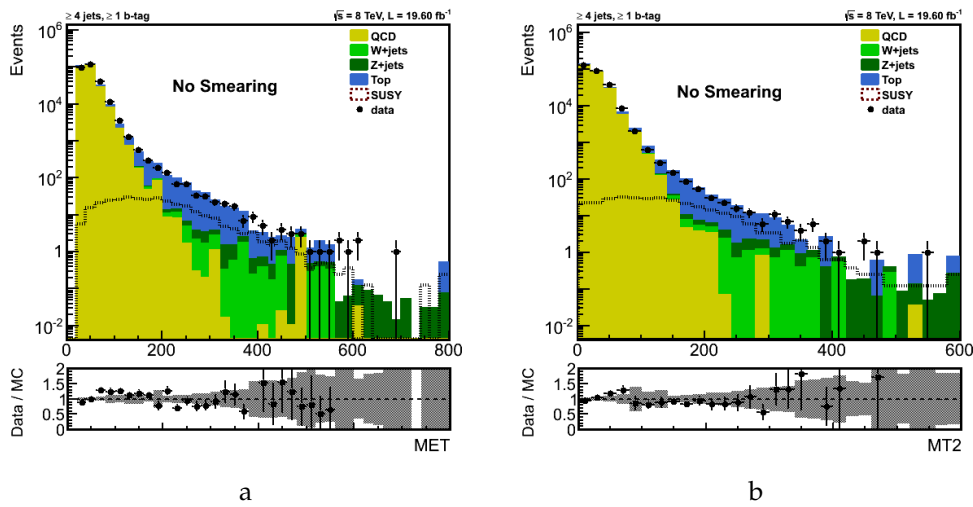 ≥ 4 jets, ≥ 1 b-tag
√s = 8 TeV, L = 19.60 fb⁻¹
Events
10⁶
10⁴
10²
1
10⁻²
No Smearing
QCD
W+jets
Z+jets
Top
SUSY
data
0
200
400
600
800
Data / MC
2
1.5
1
0.5
0
MET
a
≥ 4 jets, ≥ 1 b-tag
√s = 8 TeV, L = 19.60 fb⁻¹
Events
10⁶
10⁴
10²
1
10⁻²
No Smearing
QCD
W+jets
Z+jets
Top
SUSY
data
0
200
400
600
Data / MC
2
1.5
1
0.5
0
MT2
b